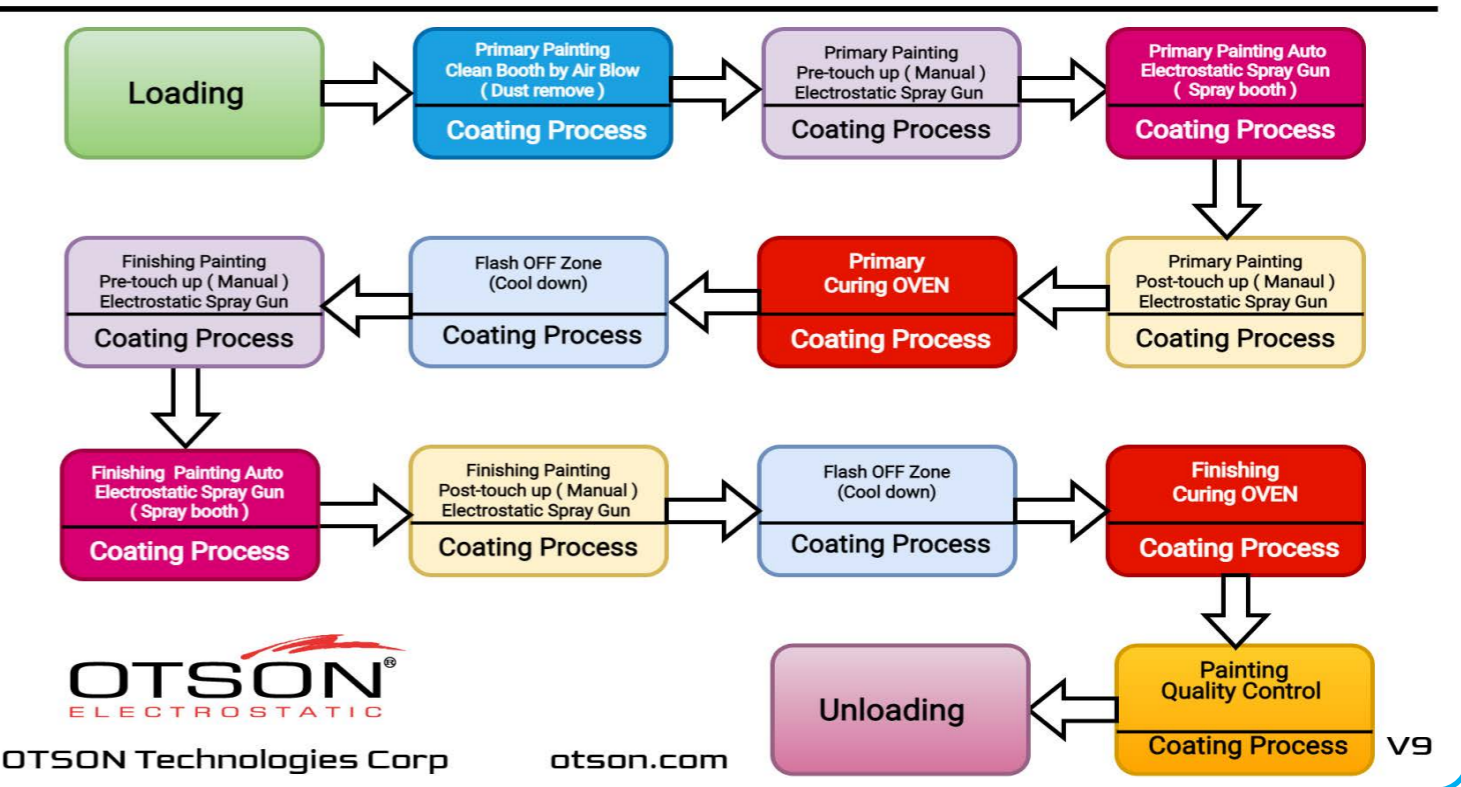 Loading
Primary Painting
Clean Booth by Air Blow
( Dust remove )
Coating Process
Primary Painting
Pre-touch up ( Manual )
Electrostatic Spray Gun
Coating Process
Primary Painting Auto
Electrostatic Spray Gun
( Spray booth )
Coating Process
Primary Painting
Post-touch up ( Manaul )
Electrostatic Spray Gun
Coating Process
Primary
Curing OVEN
Coating Process
Flash OFF Zone
(Cool down)
Coating Process
Finishing Painting
Pre-touch up ( Manual )
Electrostatic Spray Gun
Coating Process
Finishing Painting Auto
Electrostatic Spray Gun
( Spray booth )
Coating Process
Finishing Painting
Post-touch up ( Manual )
Electrostatic Spray Gun
Coating Process
Flash OFF Zone
(Cool down)
Coating Process
Finishing
Curing OVEN
Coating Process
Painting
Quality Control
Coating Process
Unloading
OTSON®
ELECTROSTATIC
OTSON Technologies Corp
otson.com
V9